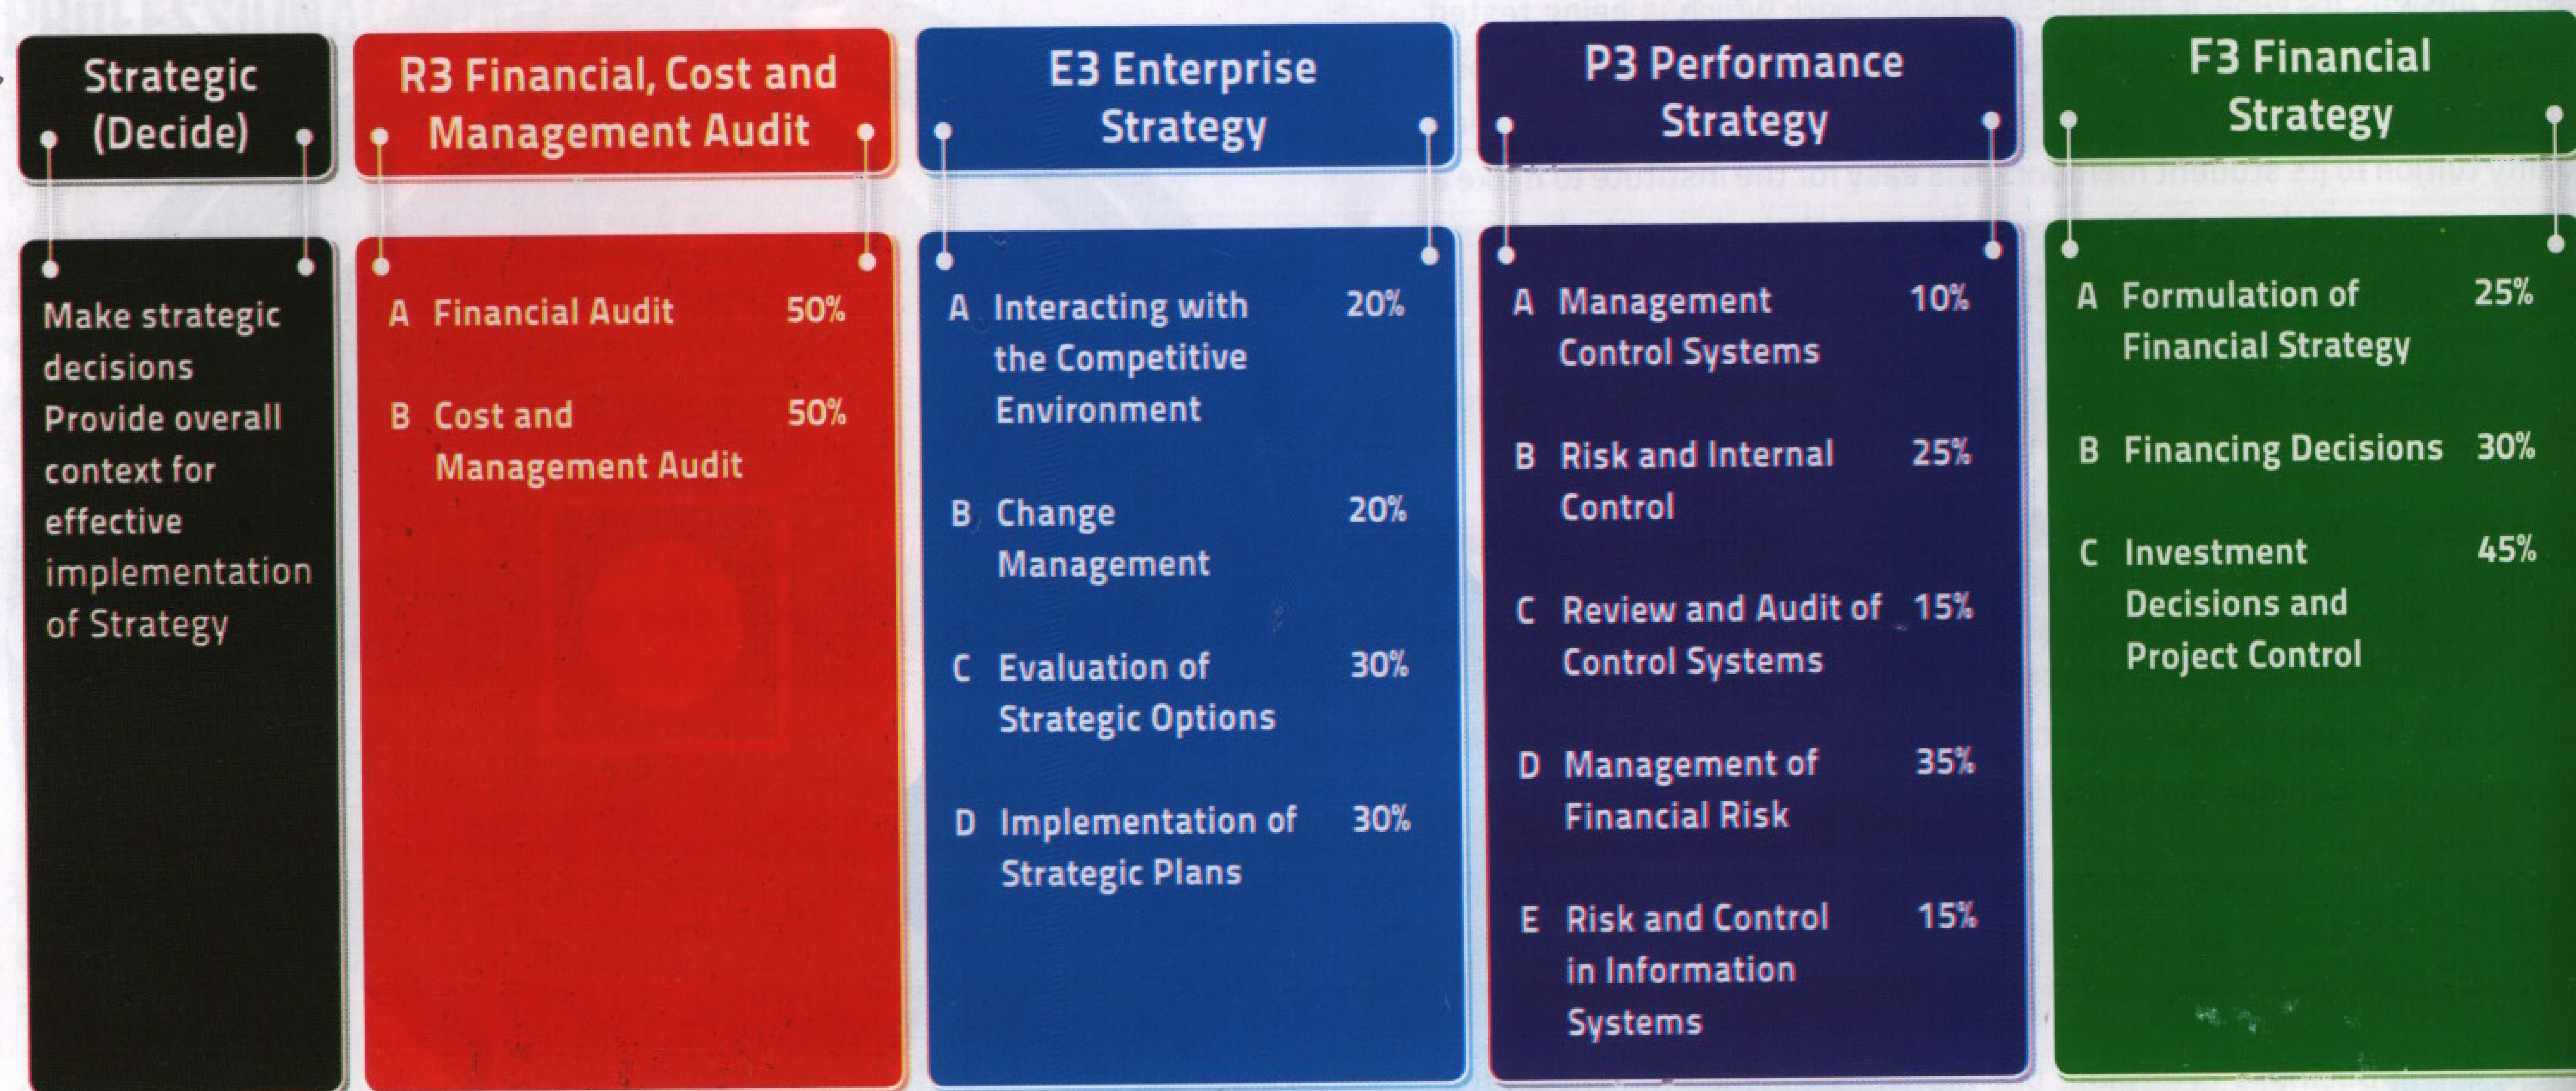 Strategic
(Decide)
Make strategic
decisions
Provide overall
context for
effective
implementation
of Strategy
R3 Financial, Cost and
Management Audit
A Financial Audit 50%
B Cost and 50%
Management Audit
E3 Enterprise
Strategy
A Interacting with 20%
the Competitive
Environment
B Change 20%
Management
C Evaluation of 30%
Strategic Options
D Implementation of 30%
Strategic Plans
P3 Performance
Strategy
A Management 10%
Control Systems
B Risk and Internal 25%
Control
C Review and Audit of 15%
Control Systems
D Management of 35%
Financial Risk
E Risk and Control 15%
in Information
Systems
F3 Financial
Strategy
A Formulation of 25%
Financial Strategy
B Financing Decisions 30%
C Investment 45%
Decisions and
Project Control